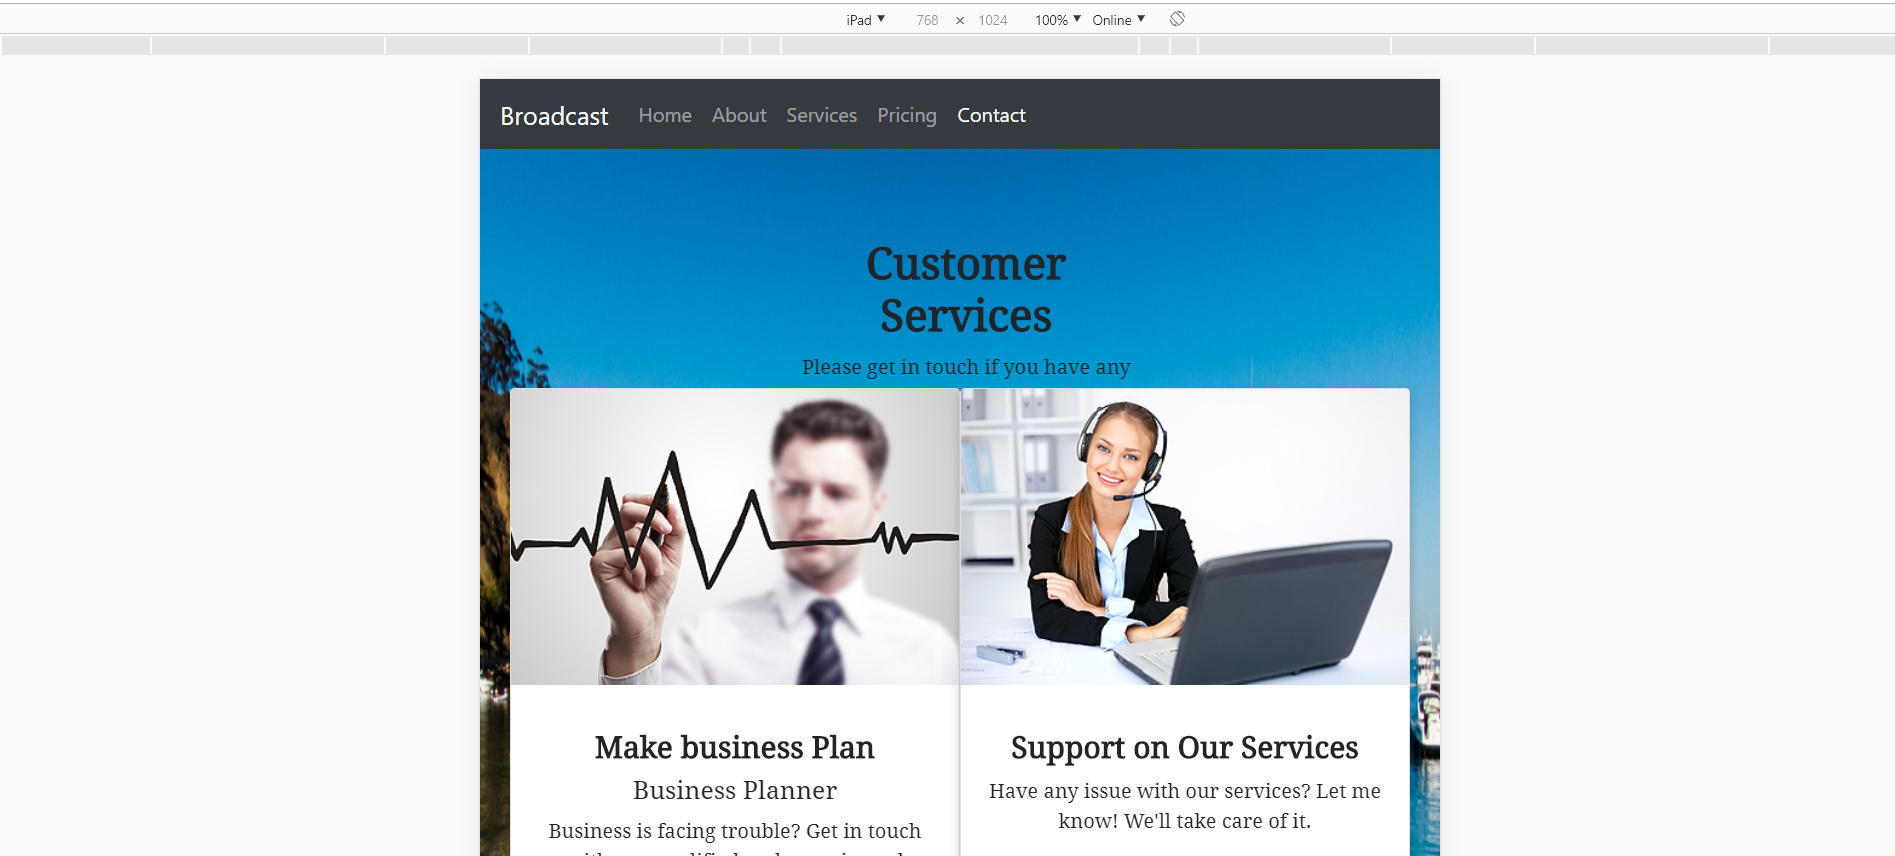 iPad ▼ 768 × 1024 100% ▼ Online ▼
Broadcast Home About Services Pricing Contact
Customer
Services
Please get in touch if you have any
Make business Plan
Business Planner
Business is facing trouble? Get in touch
Support on Our Services
Have any issue with our services? Let me
know! We'll take care of it.